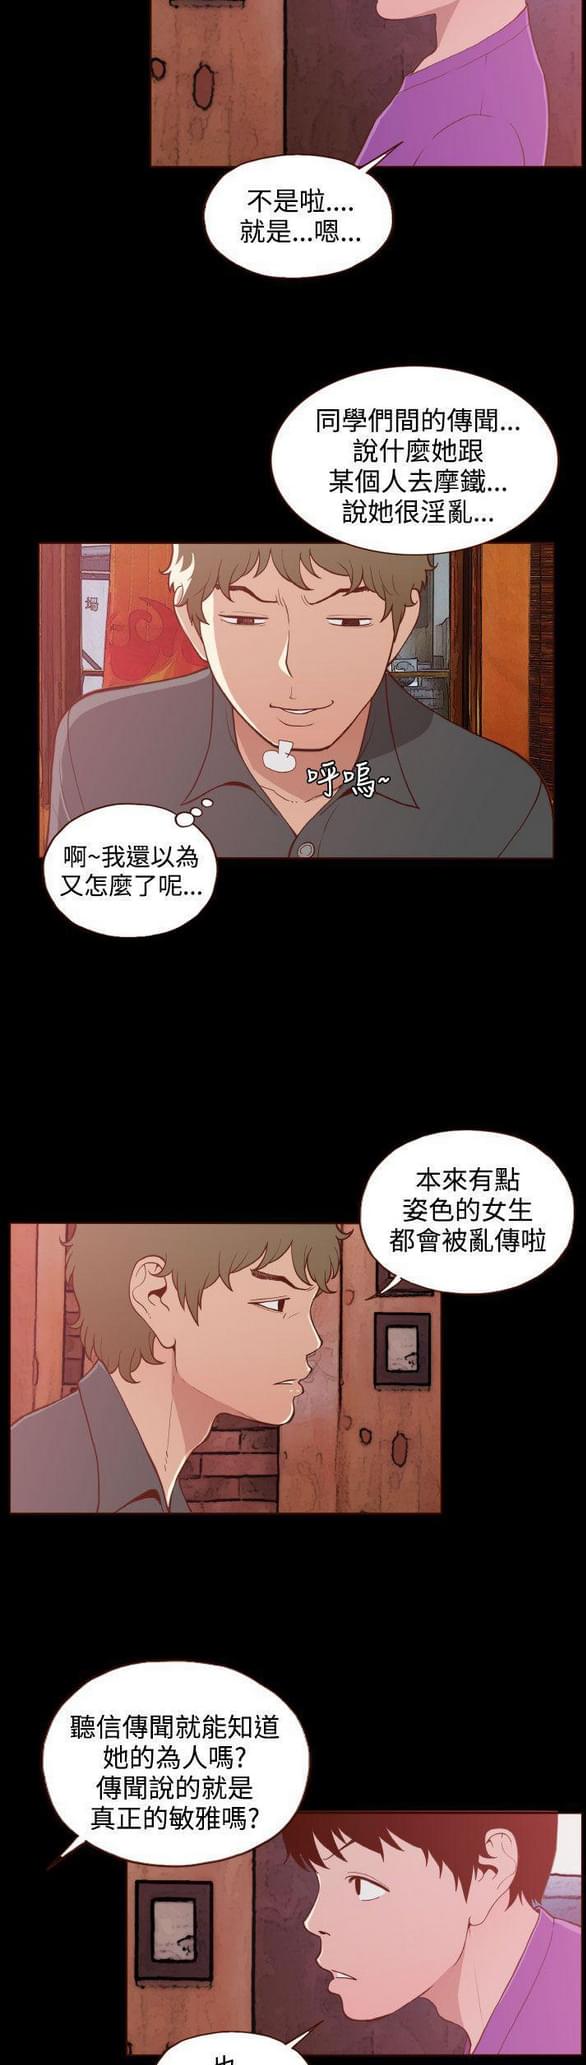 不是啦....
就是...嗯...
同學們間的傳聞...
說什麼她跟
某個人去摩鐵...
說她很淫亂...
場
呼嗚~
啊~我還以為
又怎麼了呢...
本來有點
姿色的女生
都會被亂傳啦
聽信傳聞就能知道
她的為人嗎?
傳聞說的就是
真正的敏雅嗎?